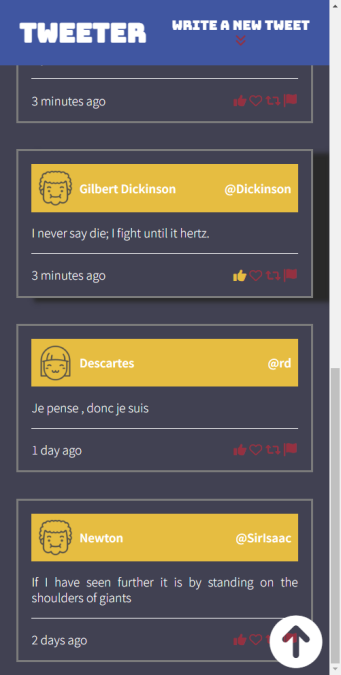 TWEETER
WRITE A NEW TWEET
3 minutes ago
Gilbert Dickinson @Dickinson
I never say die; I fight until it hertz.
3 minutes ago
Descartes @rd
Je pense , donc je suis
1 day ago
Newton @SirIsaac
If I have seen further it is by standing on the
shoulders of giants
2 days ago